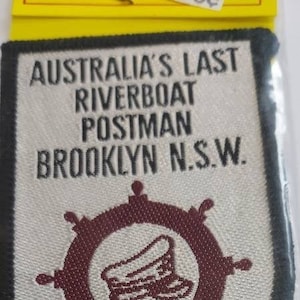 AUSTRALIA'S LAST
RIVERBOAT
POSTMAN
BROOKLYN N.S.W.